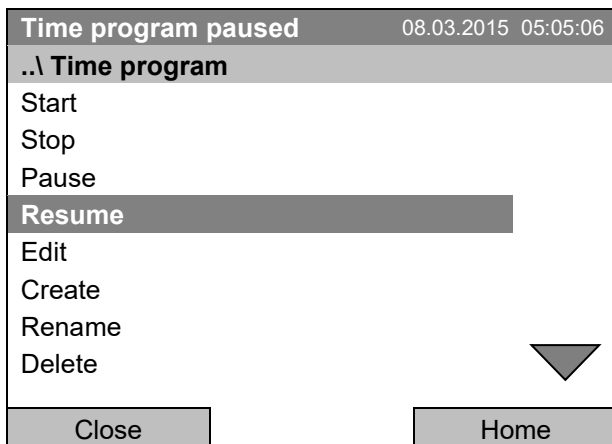 Time program paused 08.03.2015 05:05:06
..\ Time program
Start
Stop
Pause
Resume
Edit
Create
Rename
Delete
Close Home